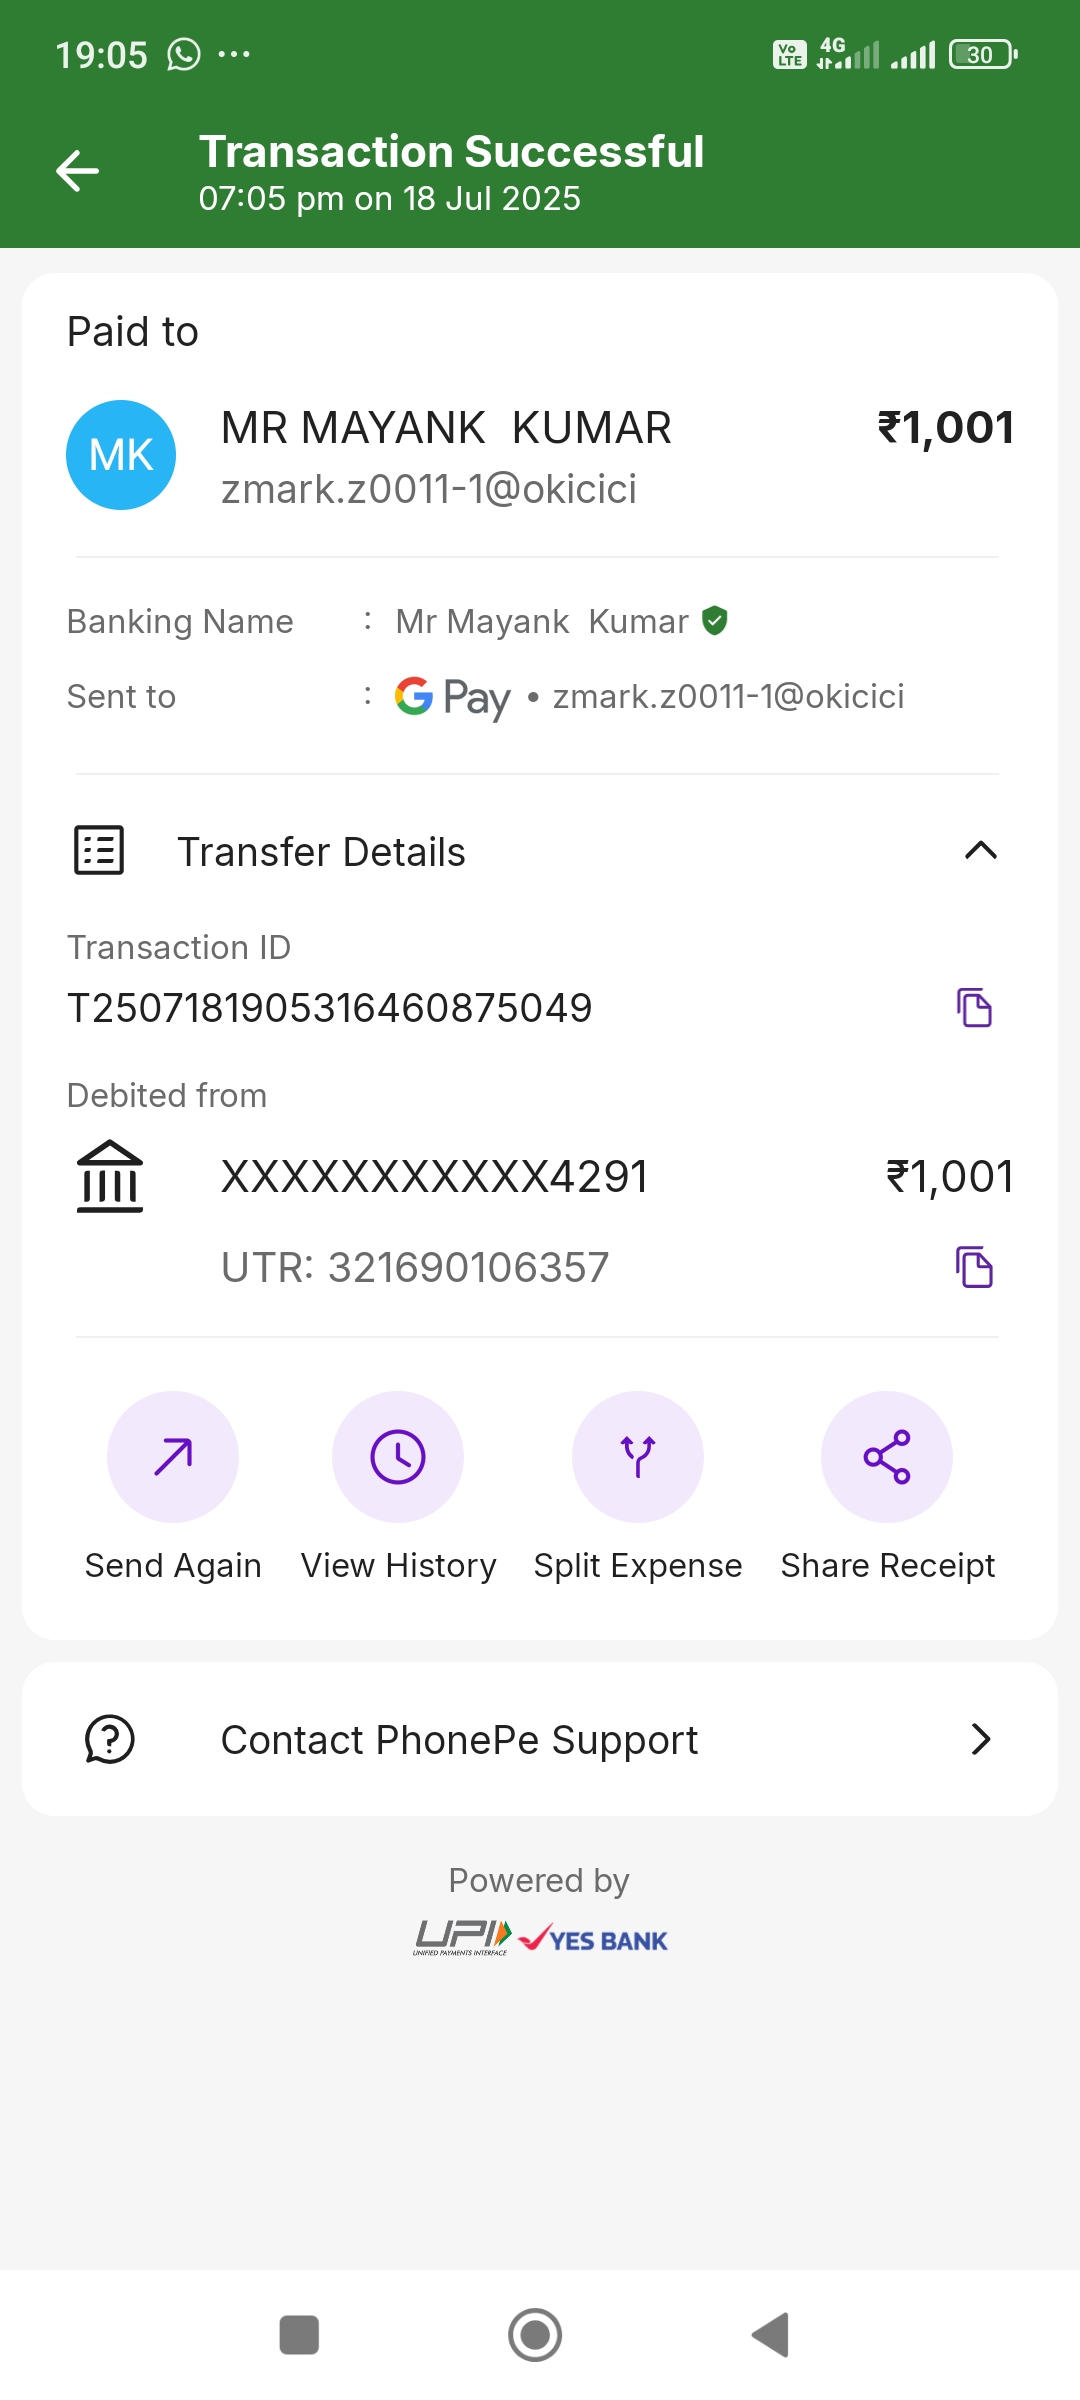 19:05 ... Vo LTE 4G 30
Transaction Successful
07:05 pm on 18 Jul 2025
Paid to
MK MR MAYANK  KUMAR ₹1,001
zmark.z0011-1@okicici
Banking Name : Mr Mayank  Kumar
Sent to : G Pay • zmark.z0011-1@okicici
Transfer Details
Transaction ID
T2507181905316460875049
Debited from
XXXXXXXXXXX4291 ₹1,001
UTR: 321690106357
Send Again View History Split Expense Share Receipt
Contact PhonePe Support
Powered by
UPI YES BANK
UNIFIED PAYMENTS INTERFACE